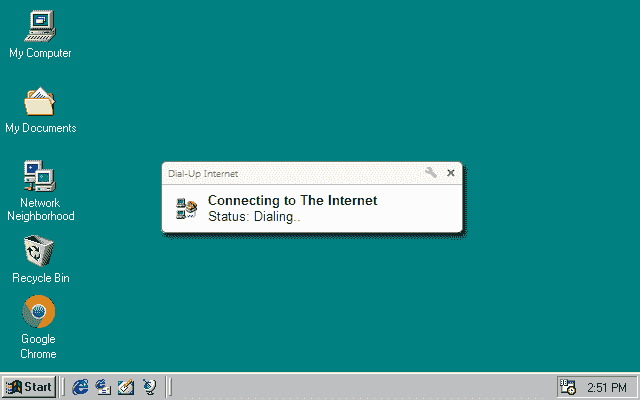 My Computer
My Documents
Network
Neighborhood
Recycle Bin
Google
Chrome
Dial-Up Internet
Connecting to The Internet
Status: Dialing..
Start
2:51 PM